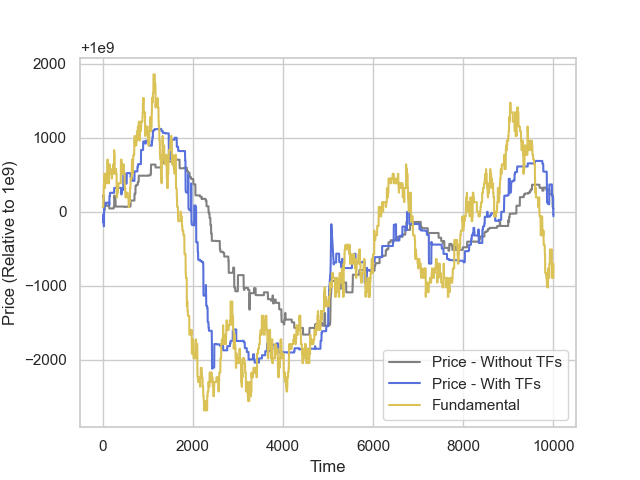 +1e9
2000
1000
0
−1000
−2000
Price (Relative to 1e9)
Price - Without TFs
Price - With TFs
Fundamental
0
2000
4000
6000
8000
10000
Time